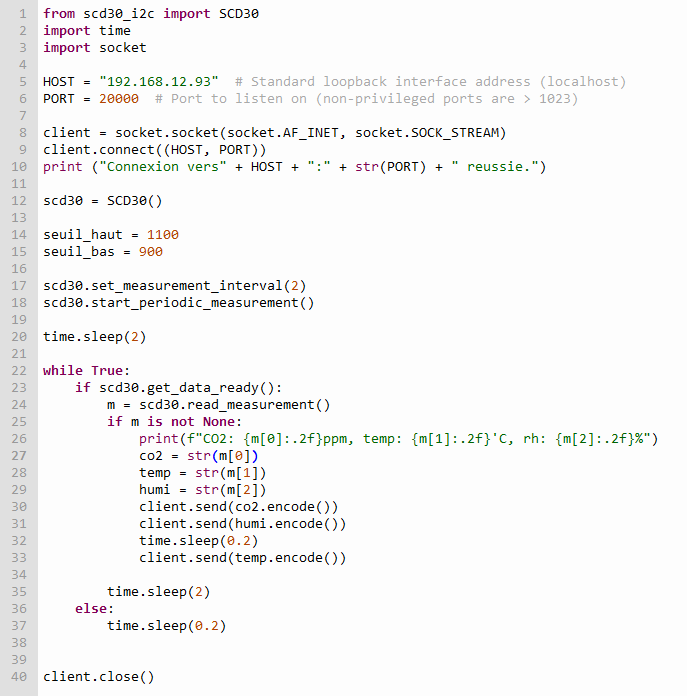 1 from scd30_i2c import SCD30
2 import time
3 import socket
4
5 HOST = "192.168.12.93"  # Standard loopback interface address (localhost)
6 PORT = 20000  # Port to listen on (non-privileged ports are > 1023)
7
8 client = socket.socket(socket.AF_INET, socket.SOCK_STREAM)
9 client.connect((HOST, PORT))
10 print ("Connexion vers" + HOST + ":" + str(PORT) + " reussie.")
11
12 scd30 = SCD30()
13
14 seuil_haut = 1100
15 seuil_bas = 900
16
17 scd30.set_measurement_interval(2)
18 scd30.start_periodic_measurement()
19
20 time.sleep(2)
21
22 while True:
23     if scd30.get_data_ready():
24         m = scd30.read_measurement()
25         if m is not None:
26             print(f"CO2: {m[0]:.2f}ppm, temp: {m[1]:.2f}'C, rh: {m[2]:.2f}%")
27             co2 = str(m[0])
28             temp = str(m[1])
29             humi = str(m[2])
30             client.send(co2.encode())
31             client.send(humi.encode())
32             time.sleep(0.2)
33             client.send(temp.encode())
34
35         time.sleep(2)
36     else:
37         time.sleep(0.2)
38
39
40 client.close()